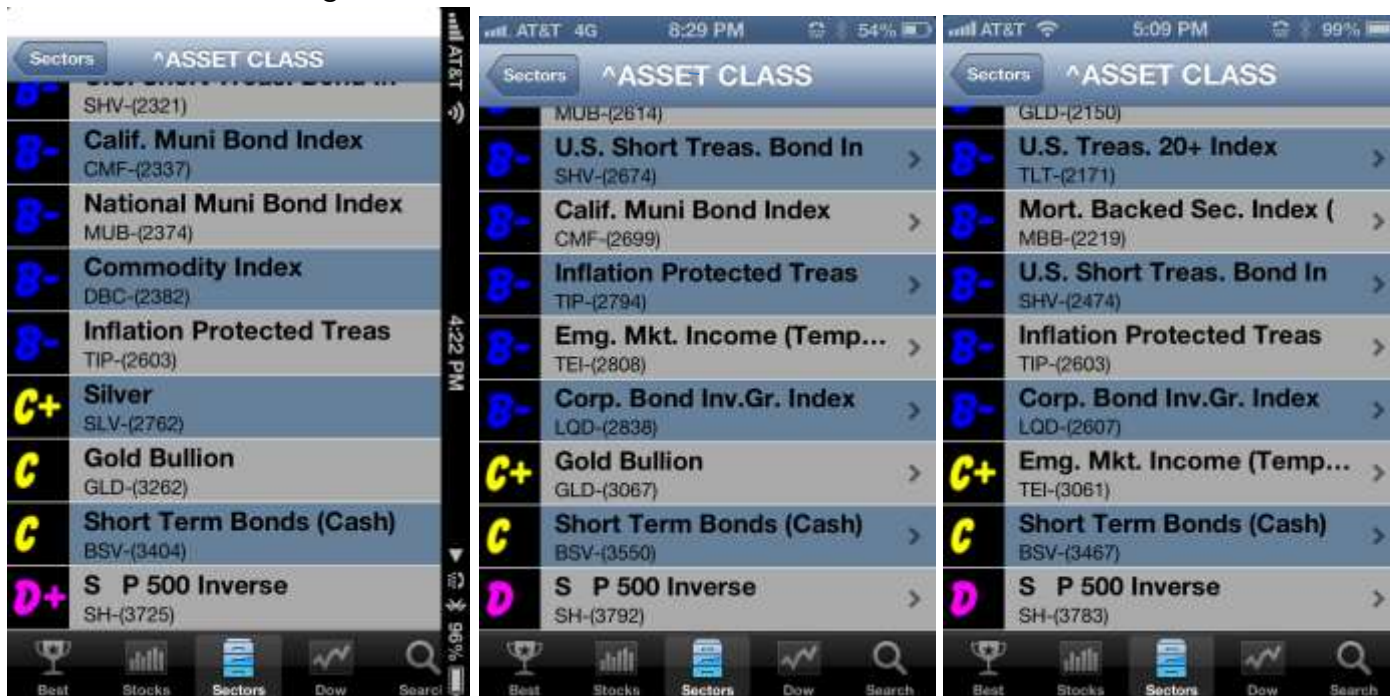 Sectors
^ASSET CLASS
SHV-(2321)
B-
Calif. Muni Bond Index
CMF-(2337)
B-
National Muni Bond Index
MUB-(2374)
B-
Commodity Index
DBC-(2382)
B-
Inflation Protected Treas
TIP-(2603)
C+
Silver
SLV-(2762)
C
Gold Bullion
GLD-(3262)
C
Short Term Bonds (Cash)
BSV-(3404)
D+
S P 500 Inverse
SH-(3725)
Best Stocks Sectors Dow Searc
AT&T 4:22 PM 96%
AT&T 4G 8:29 PM 54%
Sectors
^ASSET CLASS
MUB-(2614)
B-
U.S. Short Treas. Bond In
SHV-(2674)
B-
Calif. Muni Bond Index
CMF-(2699)
B-
Inflation Protected Treas
TIP-(2794)
B-
Emg. Mkt. Income (Temp...
TEI-(2808)
B-
Corp. Bond Inv.Gr. Index
LQD-(2838)
C+
Gold Bullion
GLD-(3067)
C
Short Term Bonds (Cash)
BSV-(3550)
D
S P 500 Inverse
SH-(3792)
Best Stocks Sectors Dow Search
AT&T 5:09 PM 99%
Sectors
^ASSET CLASS
GLD-(2150)
B-
U.S. Treas. 20+ Index
TLT-(2171)
B-
Mort. Backed Sec. Index (
MBB-(2219)
B-
U.S. Short Treas. Bond In
SHV-(2474)
B-
Inflation Protected Treas
TIP-(2603)
B-
Corp. Bond Inv.Gr. Index
LQD-(2607)
C+
Emg. Mkt. Income (Temp...
TEI-(3061)
C
Short Term Bonds (Cash)
BSV-(3467)
D
S P 500 Inverse
SH-(3783)
Best Stocks Sectors Dow Search